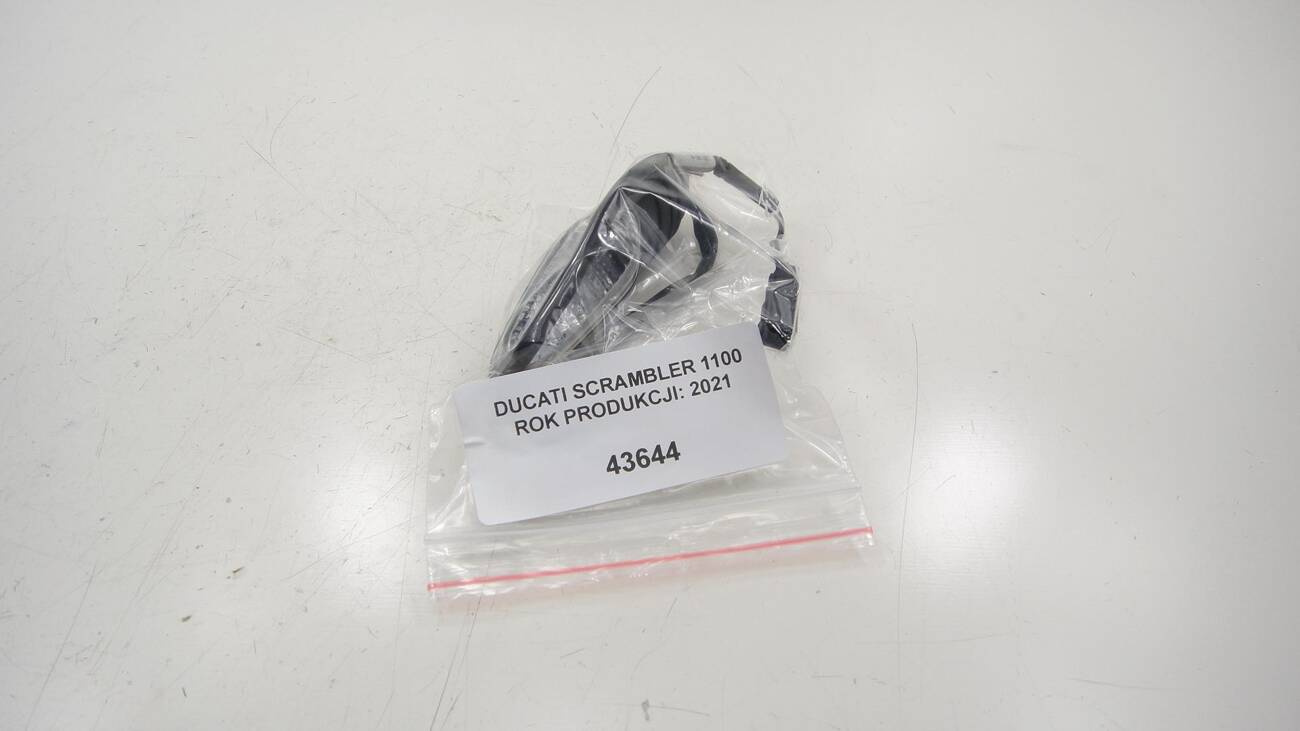 DUCATI SCRAMBLER 1100
ROK PRODUKCJI: 2021
43644